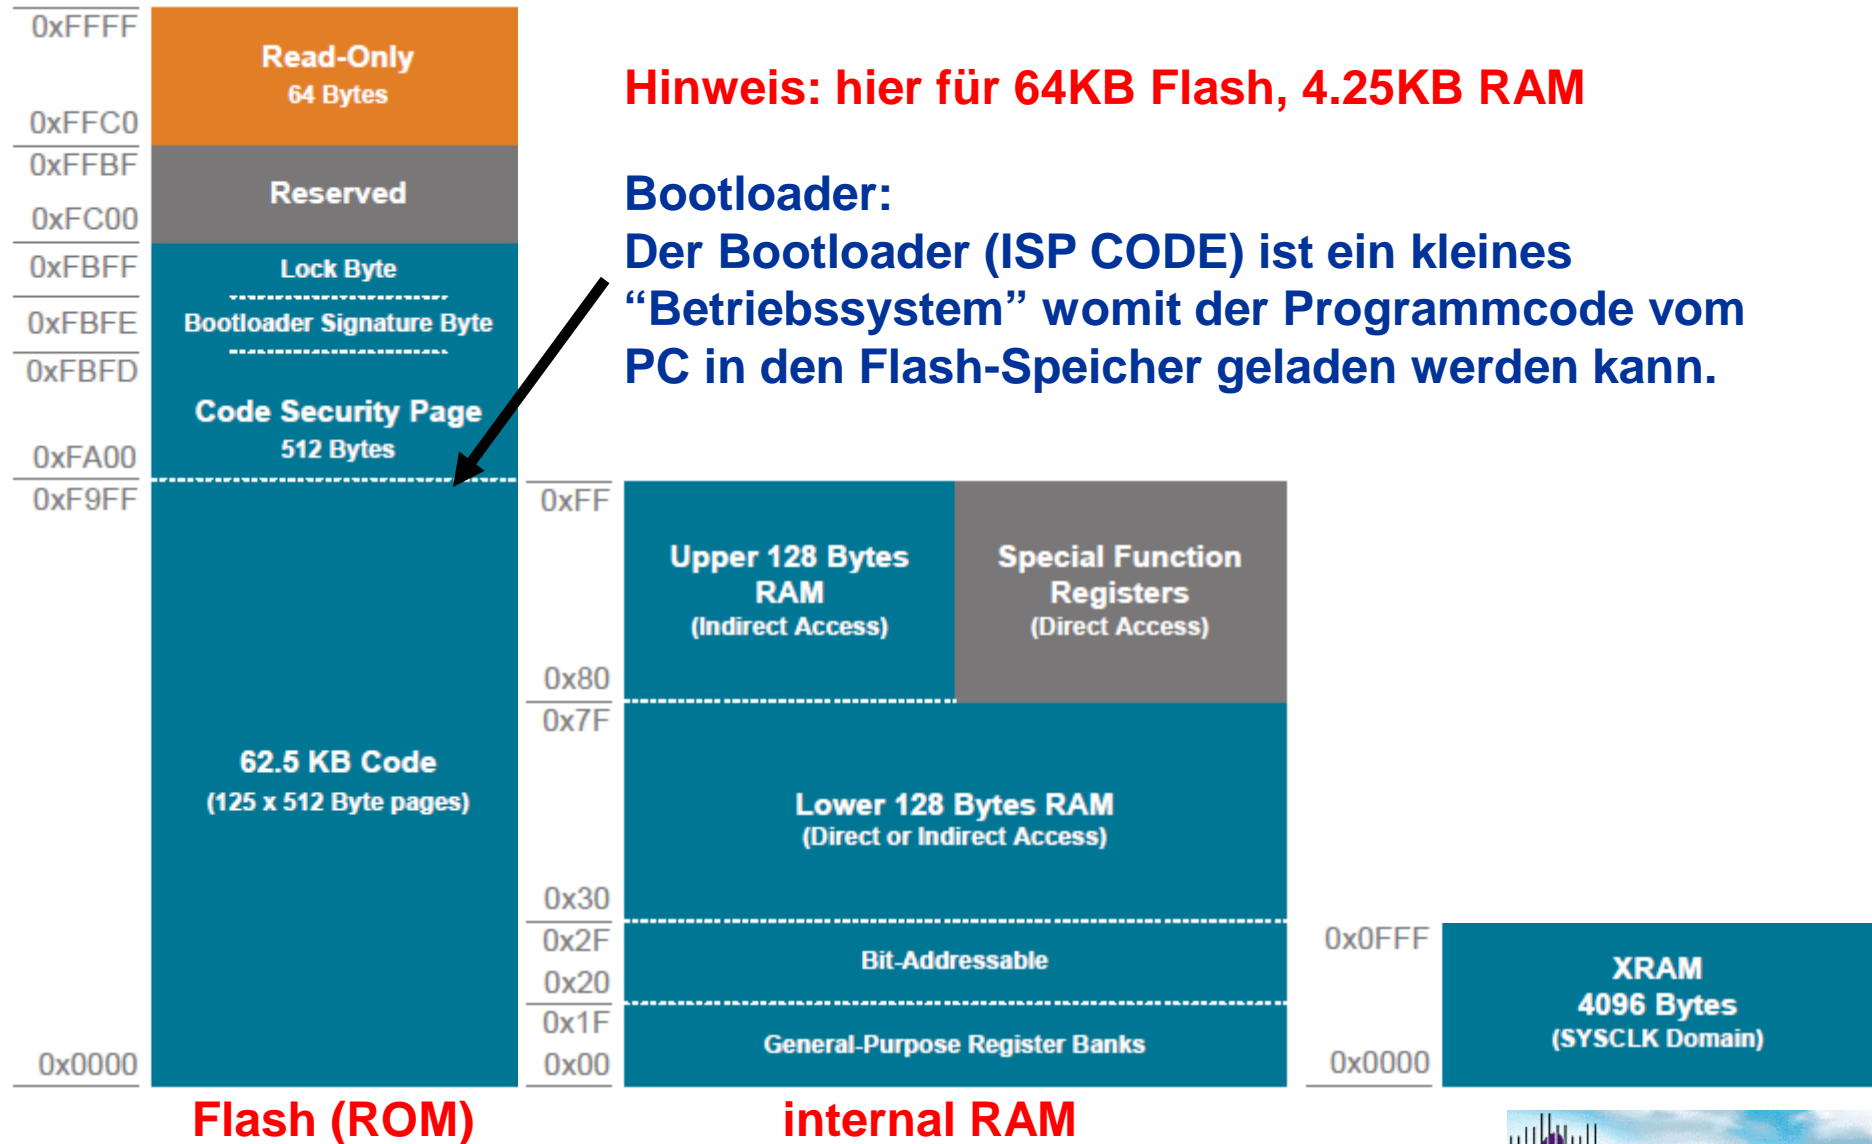 0xFFFF
Read-Only
64 Bytes
0xFFC0
0xFFBF
Reserved
0xFC00
0xFBFF
Lock Byte
0xFBFE
Bootloader Signature Byte
0xFBFD
Code Security Page
512 Bytes
0xFA00
0xF9FF
62.5 KB Code
(125 x 512 Byte pages)
0x0000
Flash (ROM)
Hinweis: hier für 64KB Flash, 4.25KB RAM
Bootloader:
Der Bootloader (ISP CODE) ist ein kleines
“Betriebssystem” womit der Programmcode vom
PC in den Flash-Speicher geladen werden kann.
0xFF
Upper 128 Bytes
RAM
(Indirect Access)
Special Function
Registers
(Direct Access)
0x80
0x7F
Lower 128 Bytes RAM
(Direct or Indirect Access)
0x30
0x2F
Bit-Addressable
0x20
0x1F
General-Purpose Register Banks
0x00
internal RAM
0x0FFF
XRAM
4096 Bytes
(SYSCLK Domain)
0x0000